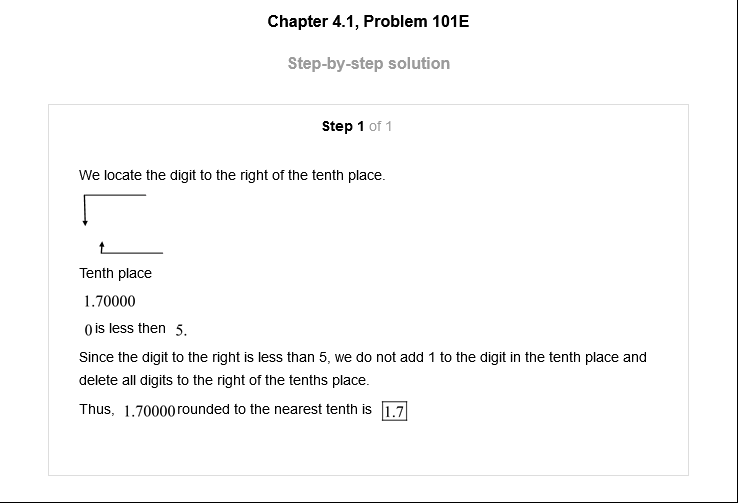 Chapter 4.1, Problem 101E
Step-by-step solution
Step 1 of 1
We locate the digit to the right of the tenth place.
Tenth place
1.70000
0 is less then 5.
Since the digit to the right is less than 5, we do not add 1 to the digit in the tenth place and
delete all digits to the right of the tenths place.
Thus, 1.70000 rounded to the nearest tenth is 1.7